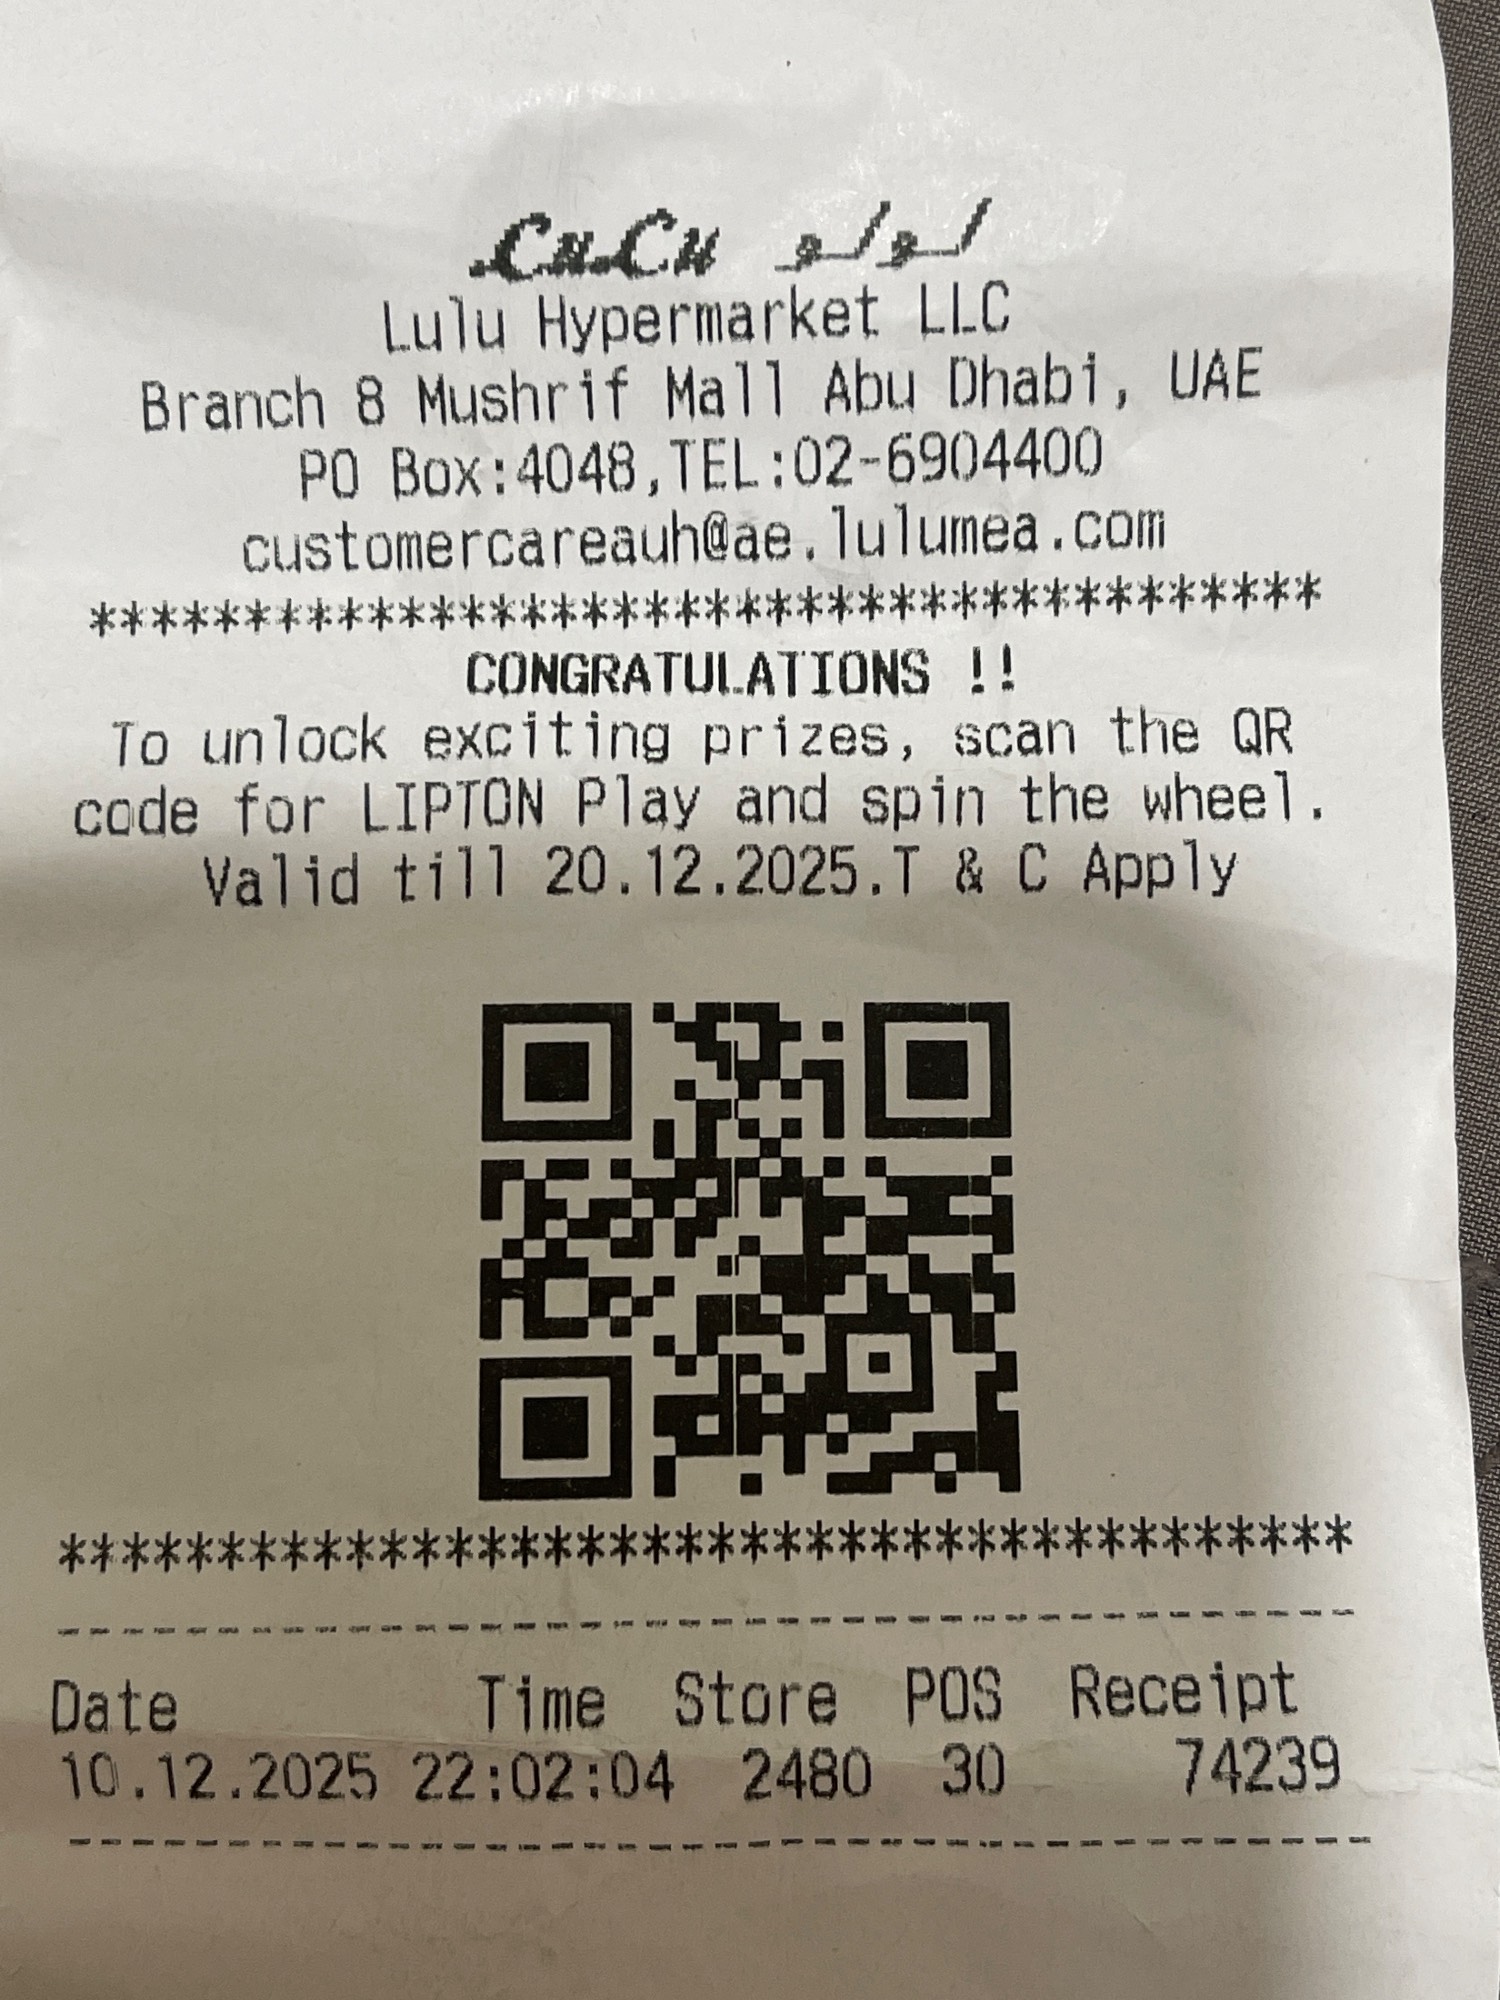 LuLu لولو
Lulu Hypermarket LLC
Branch 8 Mushrif Mall Abu Dhabi, UAE
PO Box:4048,TEL:02-6904400
customercareauh@ae.lulumea.com
*****************************************
CONGRATULATIONS !!
To unlock exciting prizes, scan the QR
code for LIPTON Play and spin the wheel.
Valid till 20.12.2025.T & C Apply
*****************************************
-----------------------------------------
Date Time Store POS Receipt
10.12.2025 22:02:04 2480 30 74239
-----------------------------------------